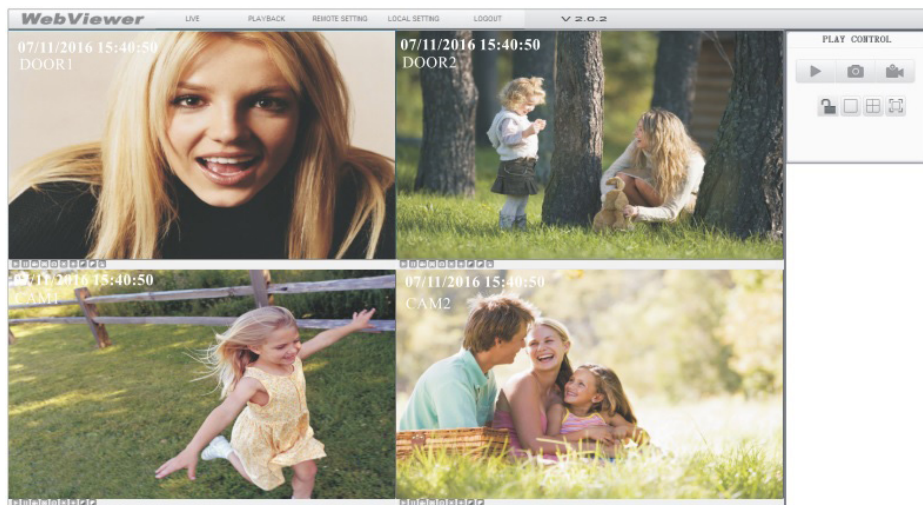 WebViewer LIVE PLAYBACK REMOTE SETTING LOCAL SETTING LOGOUT V 2.0.2
PLAY CONTROL
07/11/2016 15:40:50
DOOR1
07/11/2016 15:40:50
DOOR2
07/11/2016 15:40:50
CAM1
07/11/2016 15:40:50
CAM2